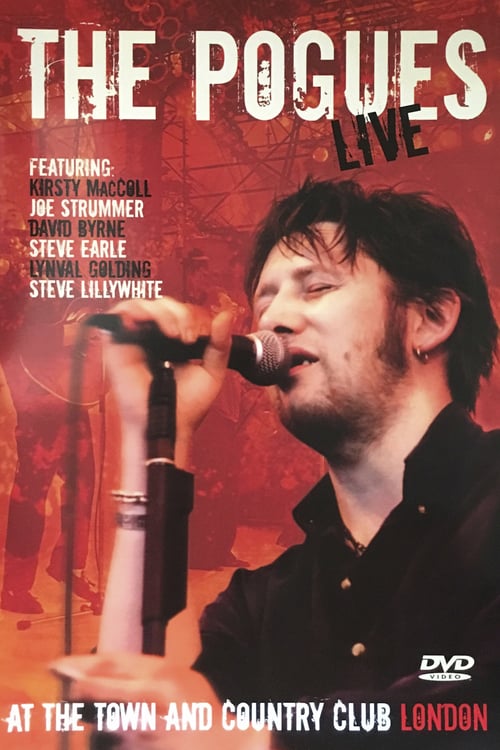 THE POGUES
LIVE
FEATURING:
KIRSTY MACCOLL
JOE STRUMMER
DAVID BYRNE
STEVE EARLE
LYNVAL GOLDING
STEVE LILLYWHITE
DVD
VIDEO
AT THE TOWN AND COUNTRY CLUB LONDON